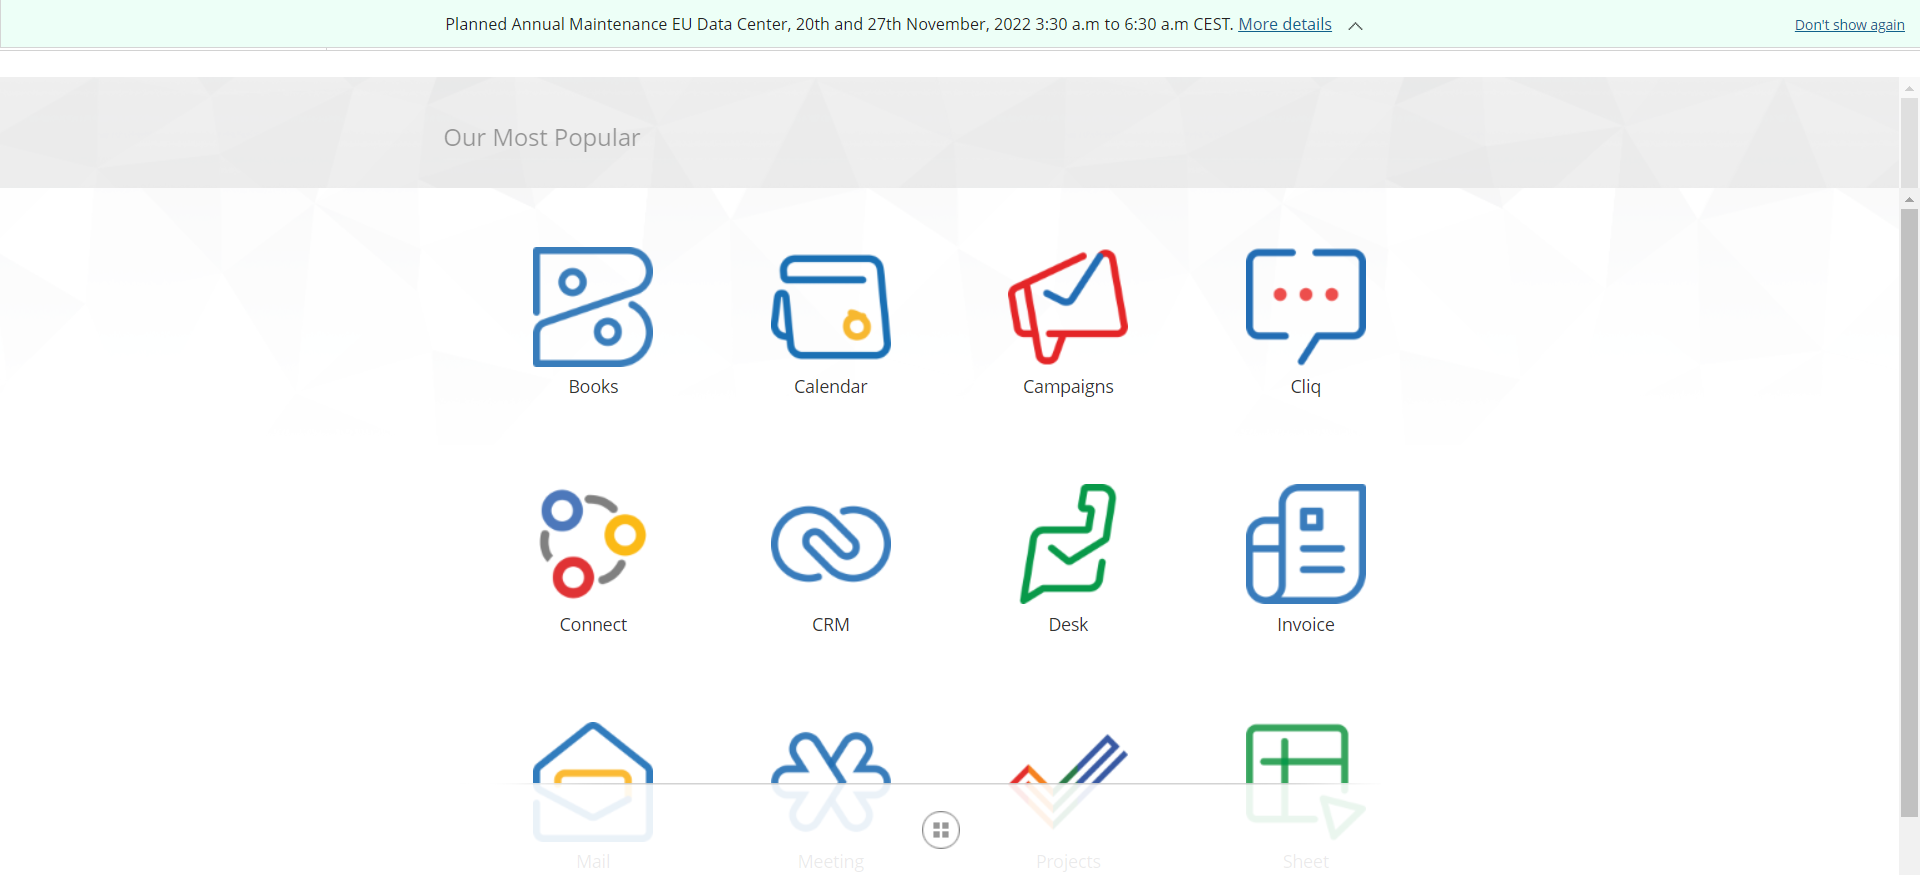 Planned Annual Maintenance EU Data Center, 20th and 27th November, 2022 3:30 a.m to 6:30 a.m CEST. More details
Don't show again
Our Most Popular
Books
Calendar
Campaigns
Cliq
Connect
CRM
Desk
Invoice
Mail
Meeting
Projects
Sheet